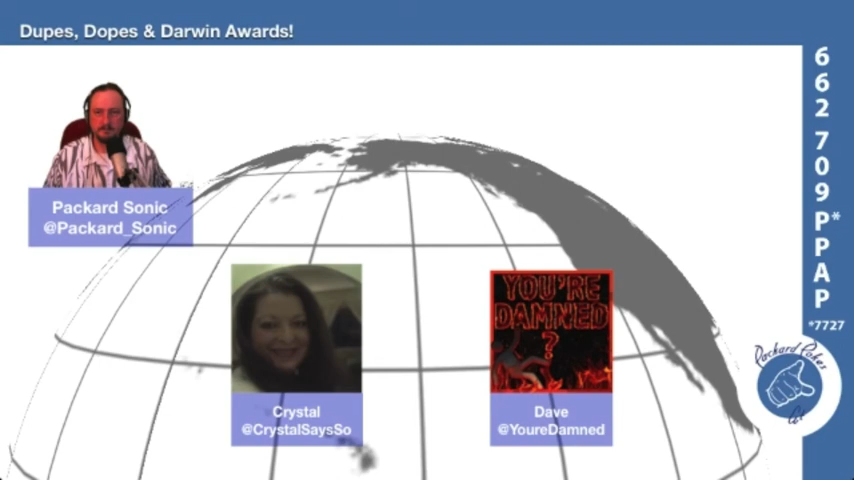 Dupes, Dopes & Darwin Awards!
Packard Sonic
@Packard_Sonic
Crystal
@CrystalSaysSo
YOU'RE
DAMNED
?
Dave
@YoureDamned
6
6
2
7
0
9
P*
P
A
P
*7727
Packard Pokes
At